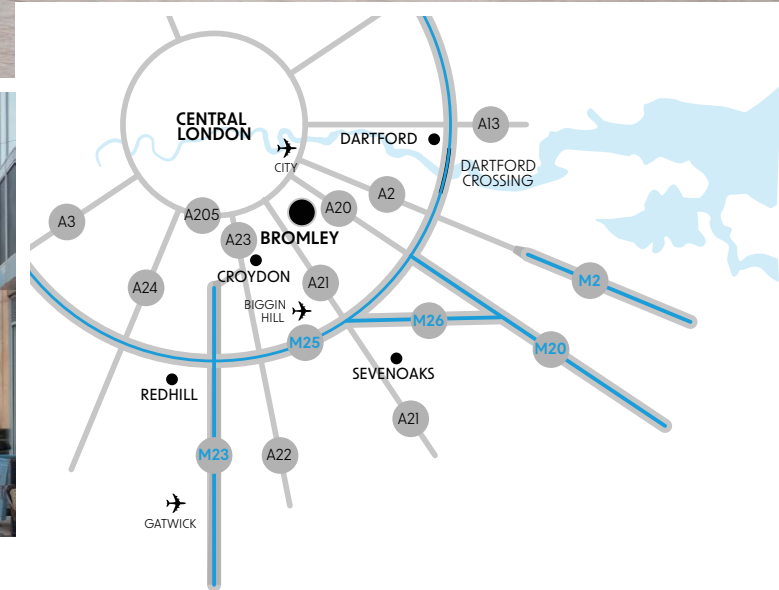 CENTRAL
LONDON
A13
DARTFORD
CITY
DARTFORD
CROSSING
A2
A20
A205
A3
A23
BROMLEY
CROYDON
A24
A21
M2
BIGGIN
HILL
M26
M25
M20
SEVENOAKS
REDHILL
A21
M23
A22
GATWICK